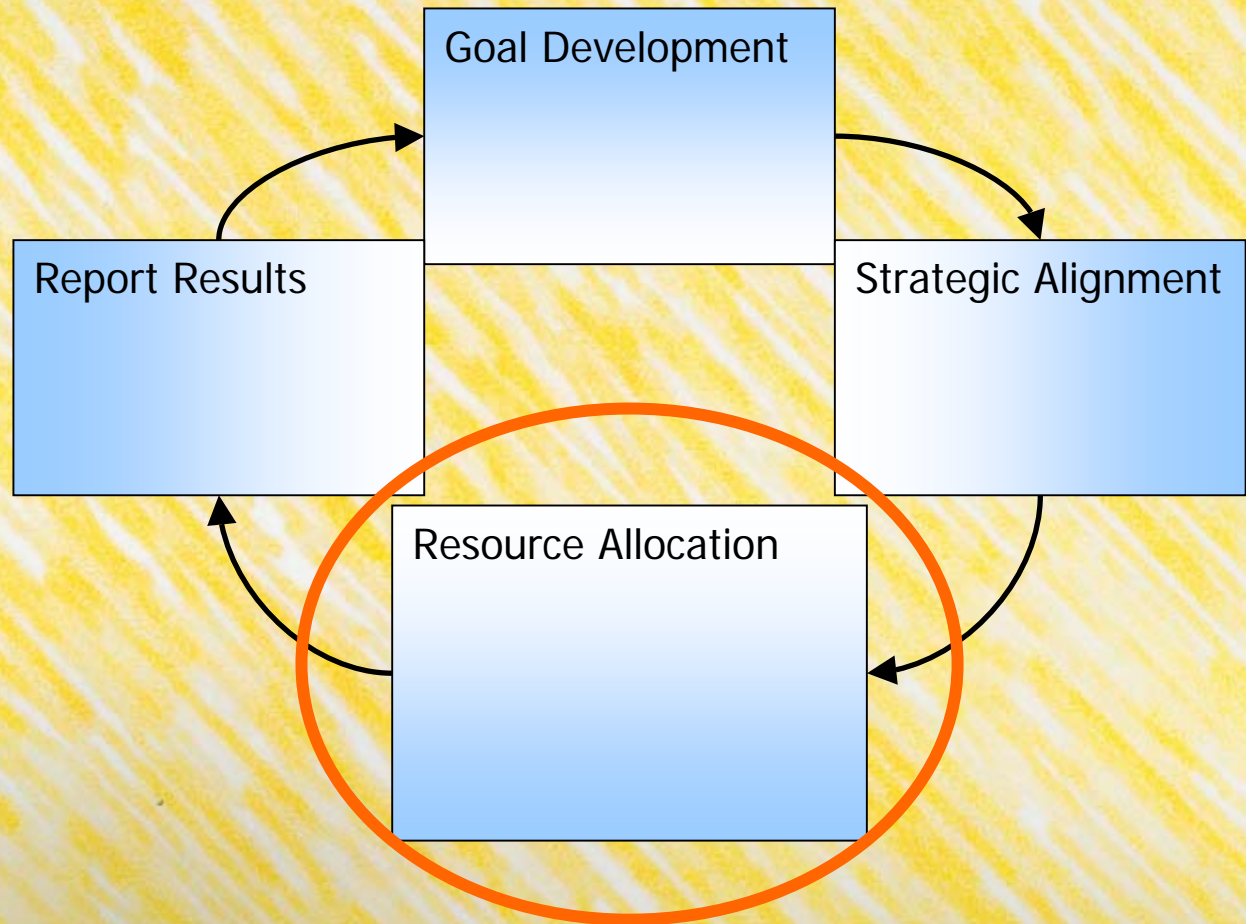 Goal Development
Report Results
Strategic Alignment
Resource Allocation